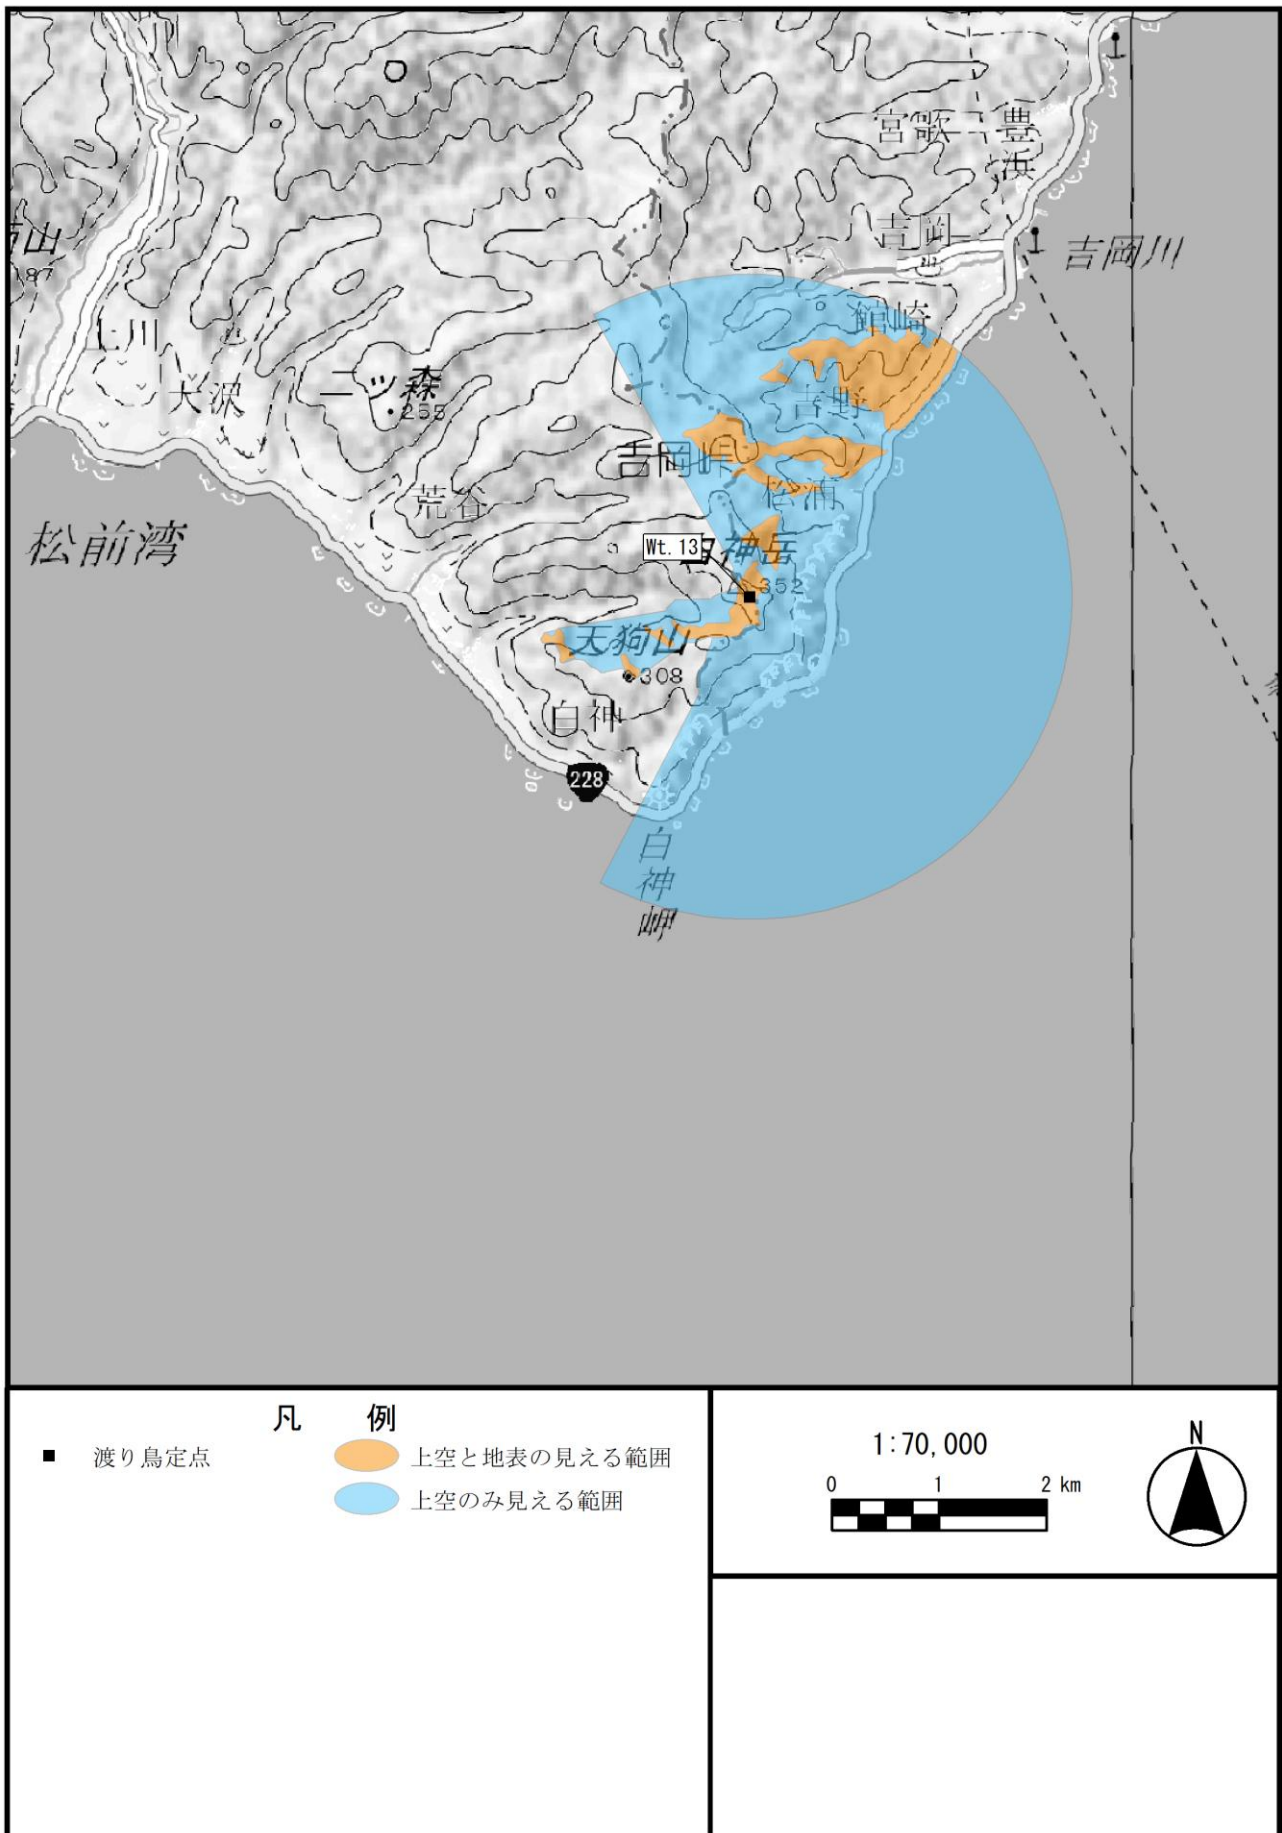 宮歌
豊浜
吉岡
吉岡川
山
187
館崎
上川
二ッ森
大沢
255
吉野
吉岡峠
荒谷
松浦
松前湾
Wt. 13
神岳
352
天狗山
308
白神
228
白神岬
凡 例
渡り鳥定点
上空と地表の見える範囲
上空のみ見える範囲
1:70,000
0 1 2 km
N